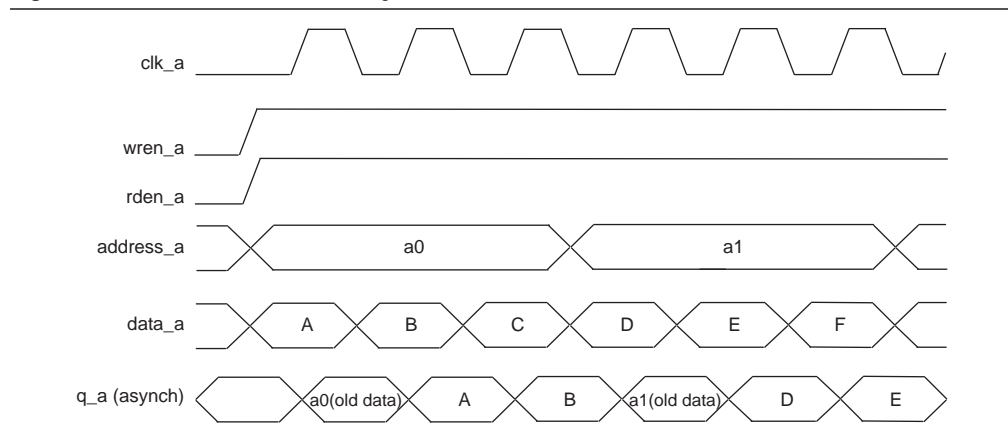 clk_a
wren_a
rden_a
address_a a0 a1
data_a A B C D E F
q_a (asynch) a0(old data) A B a1(old data) D E